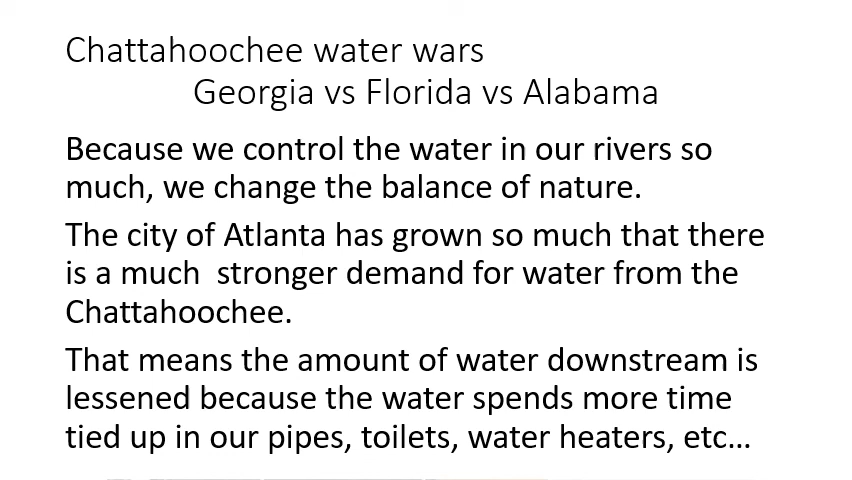 Chattahoochee water wars
Georgia vs Florida vs Alabama
Because we control the water in our rivers so
much, we change the balance of nature.
The city of Atlanta has grown so much that there
is a much  stronger demand for water from the
Chattahoochee.
That means the amount of water downstream is
lessened because the water spends more time
tied up in our pipes, toilets, water heaters, etc…